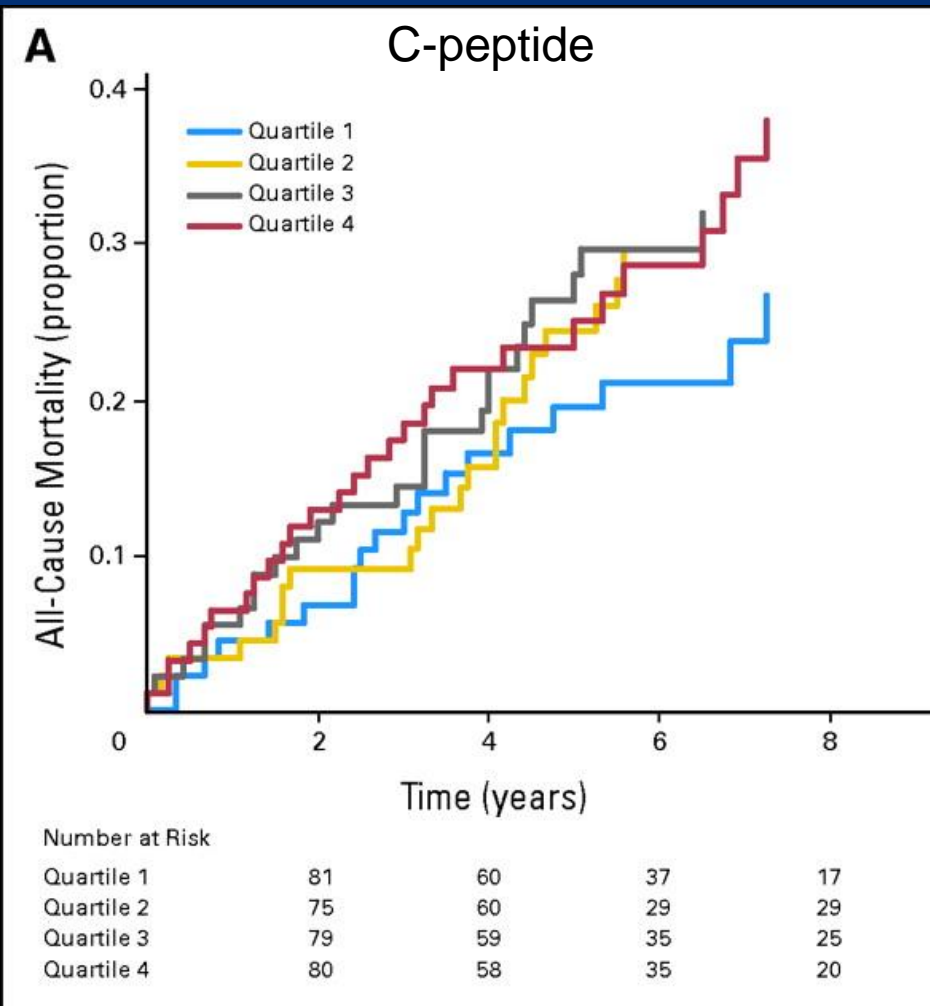 A
C-peptide
0.4
0.3
0.2
0.1
All-Cause Mortality (proportion)
Quartile 1
Quartile 2
Quartile 3
Quartile 4
0 2 4 6 8
Time (years)
Number at Risk
Quartile 1 81 60 37 17
Quartile 2 75 60 29 29
Quartile 3 79 59 35 25
Quartile 4 80 58 35 20